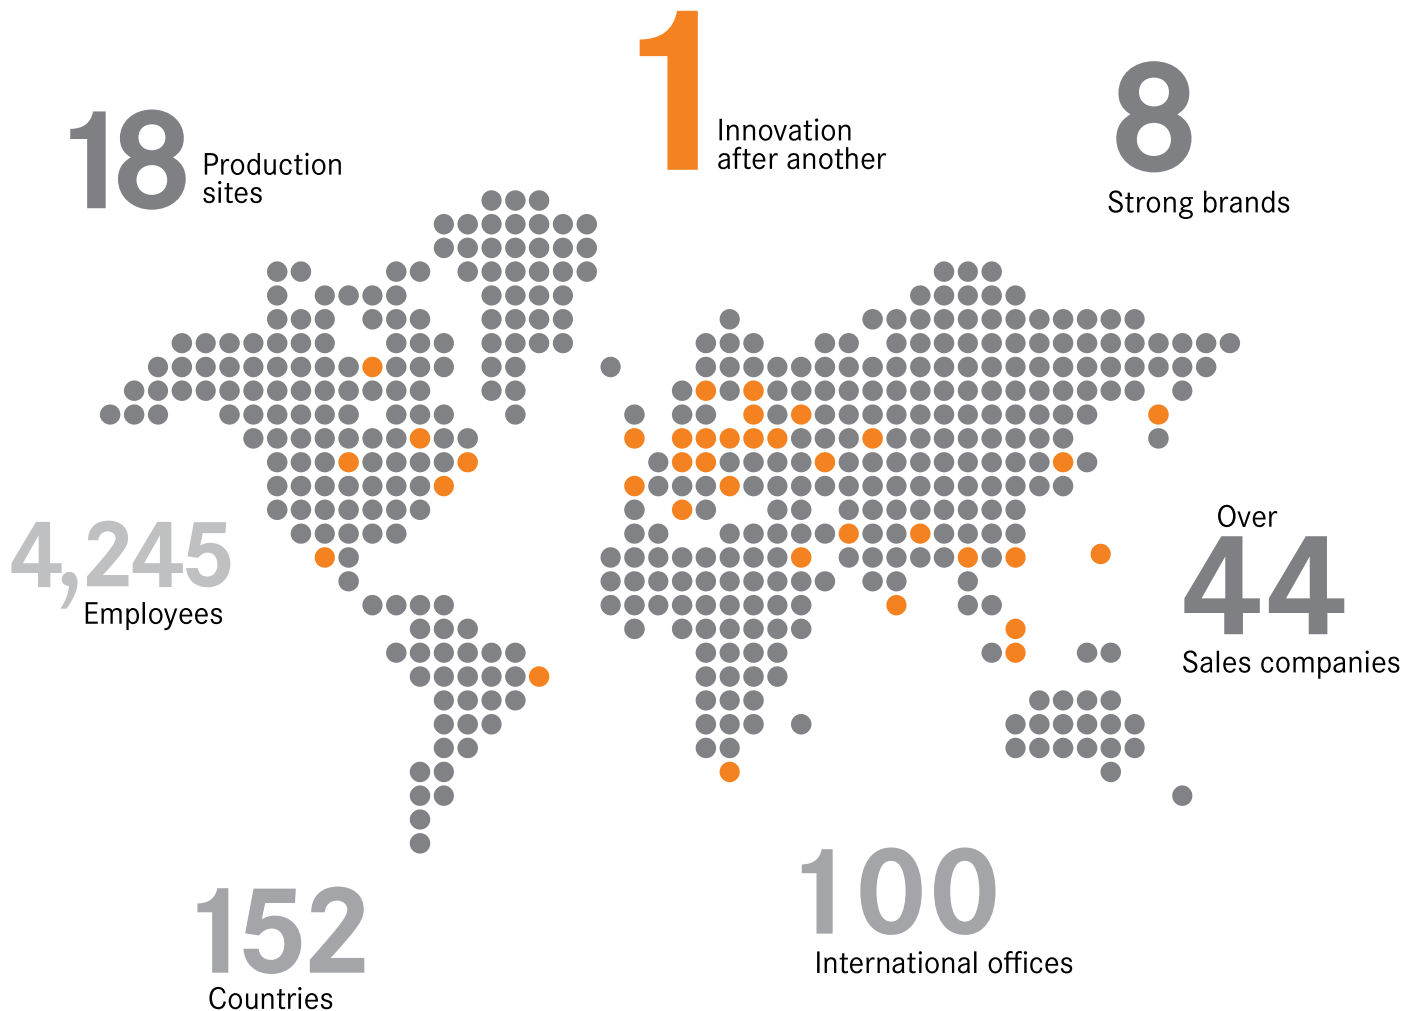 1
Innovation
after another
8
Strong brands
18
Production
sites
4,245
Employees
Over
44
Sales companies
152
Countries
100
International offices